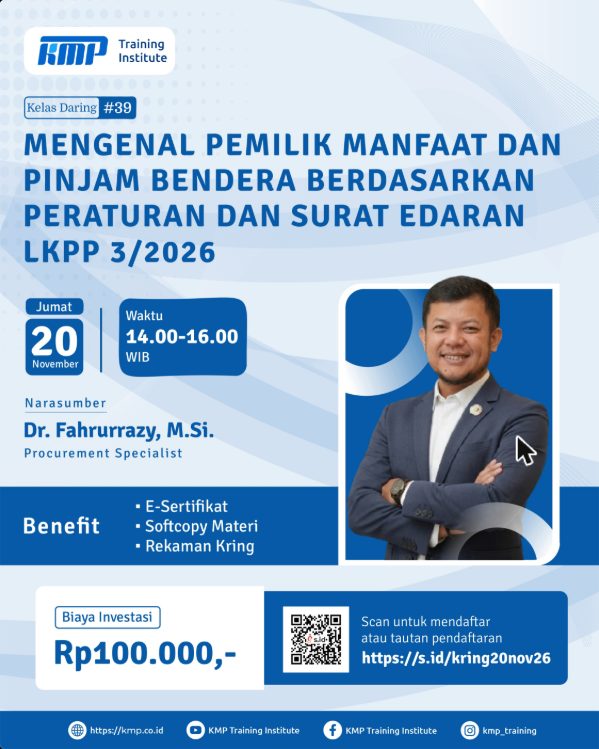 KMP Training
Institute
Kelas Daring #39
MENGENAL PEMILIK MANFAAT DAN
PINJAM BENDERA BERDASARKAN
PERATURAN DAN SURAT EDARAN
LKPP 3/2026
Jumat
20
November
Waktu
14.00-16.00
WIB
Narasumber
Dr. Fahrurrazy, M.Si.
Procurement Specialist
Benefit
▪ E-Sertifikat
▪ Softcopy Materi
▪ Rekaman Kring
Biaya Investasi
Rp100.000,-
s.id
Scan untuk mendaftar
atau tautan pendaftaran
https://s.id/kring20nov26
https://kmp.co.id KMP Training Institute KMP Training Institute kmp_training